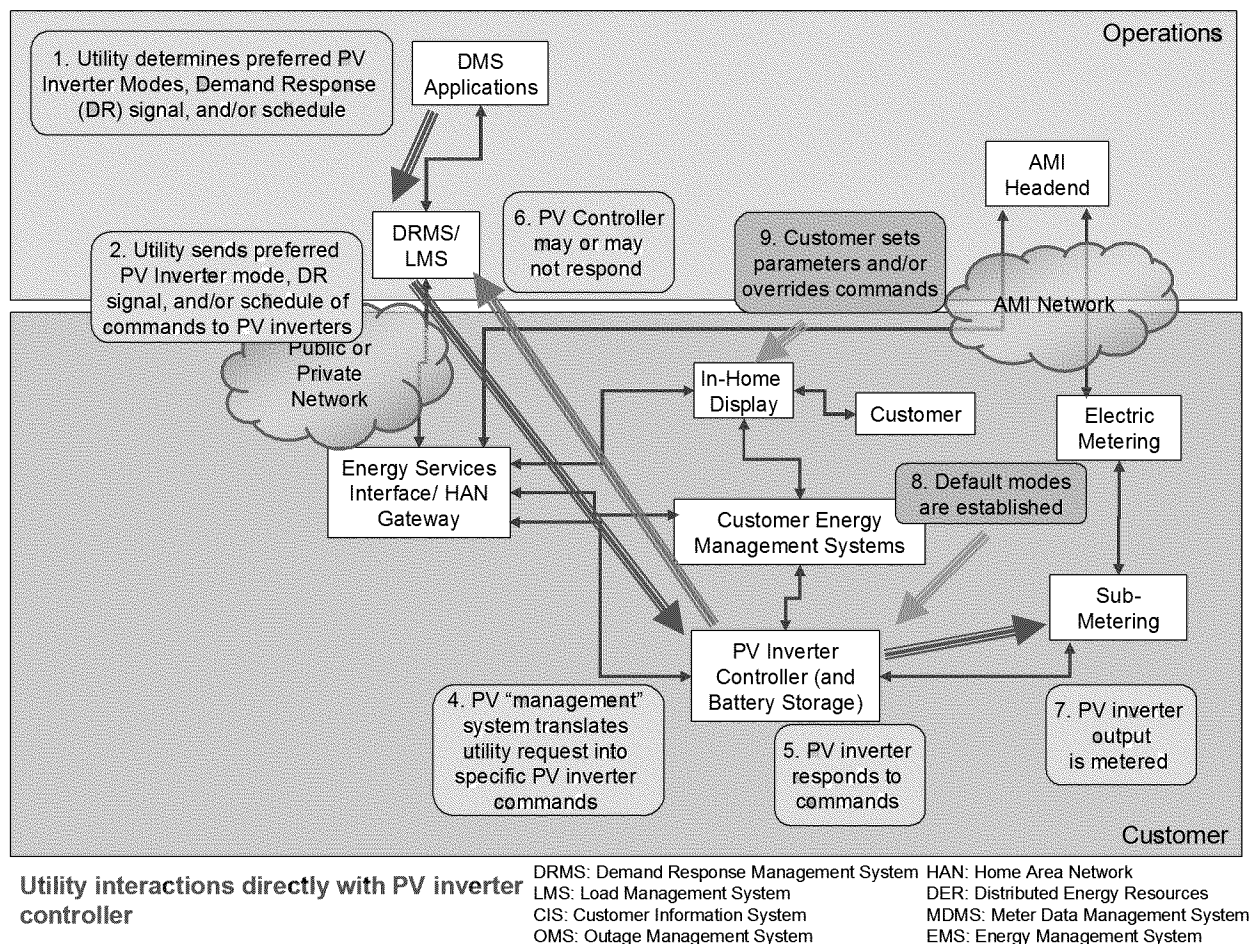 Operations
1. Utility determines preferred PV
Inverter Modes, Demand Response
(DR) signal, and/or schedule
DMS
Applications
AMI
Headend
DRMS/
LMS
6. PV Controller
may or may
not respond
9. Customer sets
parameters and/or
overrides commands
2. Utility sends preferred
PV Inverter mode, DR
signal, and/or schedule of
commands to PV inverters
AMI Network
Public or
Private
Network
In-Home
Display
Customer
Electric
Metering
Energy Services
Interface/ HAN
Gateway
8. Default modes
are established
Customer Energy
Management Systems
Sub-
Metering
PV Inverter
Controller (and
Battery Storage)
4. PV “management”
system translates
utility request into
specific PV inverter
commands
5. PV inverter
responds to
commands
7. PV inverter
output
is metered
Customer
Utility interactions directly with PV inverter
controller
DRMS: Demand Response Management System
LMS: Load Management System
CIS: Customer Information System
OMS: Outage Management System
HAN: Home Area Network
DER: Distributed Energy Resources
MDMS: Meter Data Management System
EMS: Energy Management System